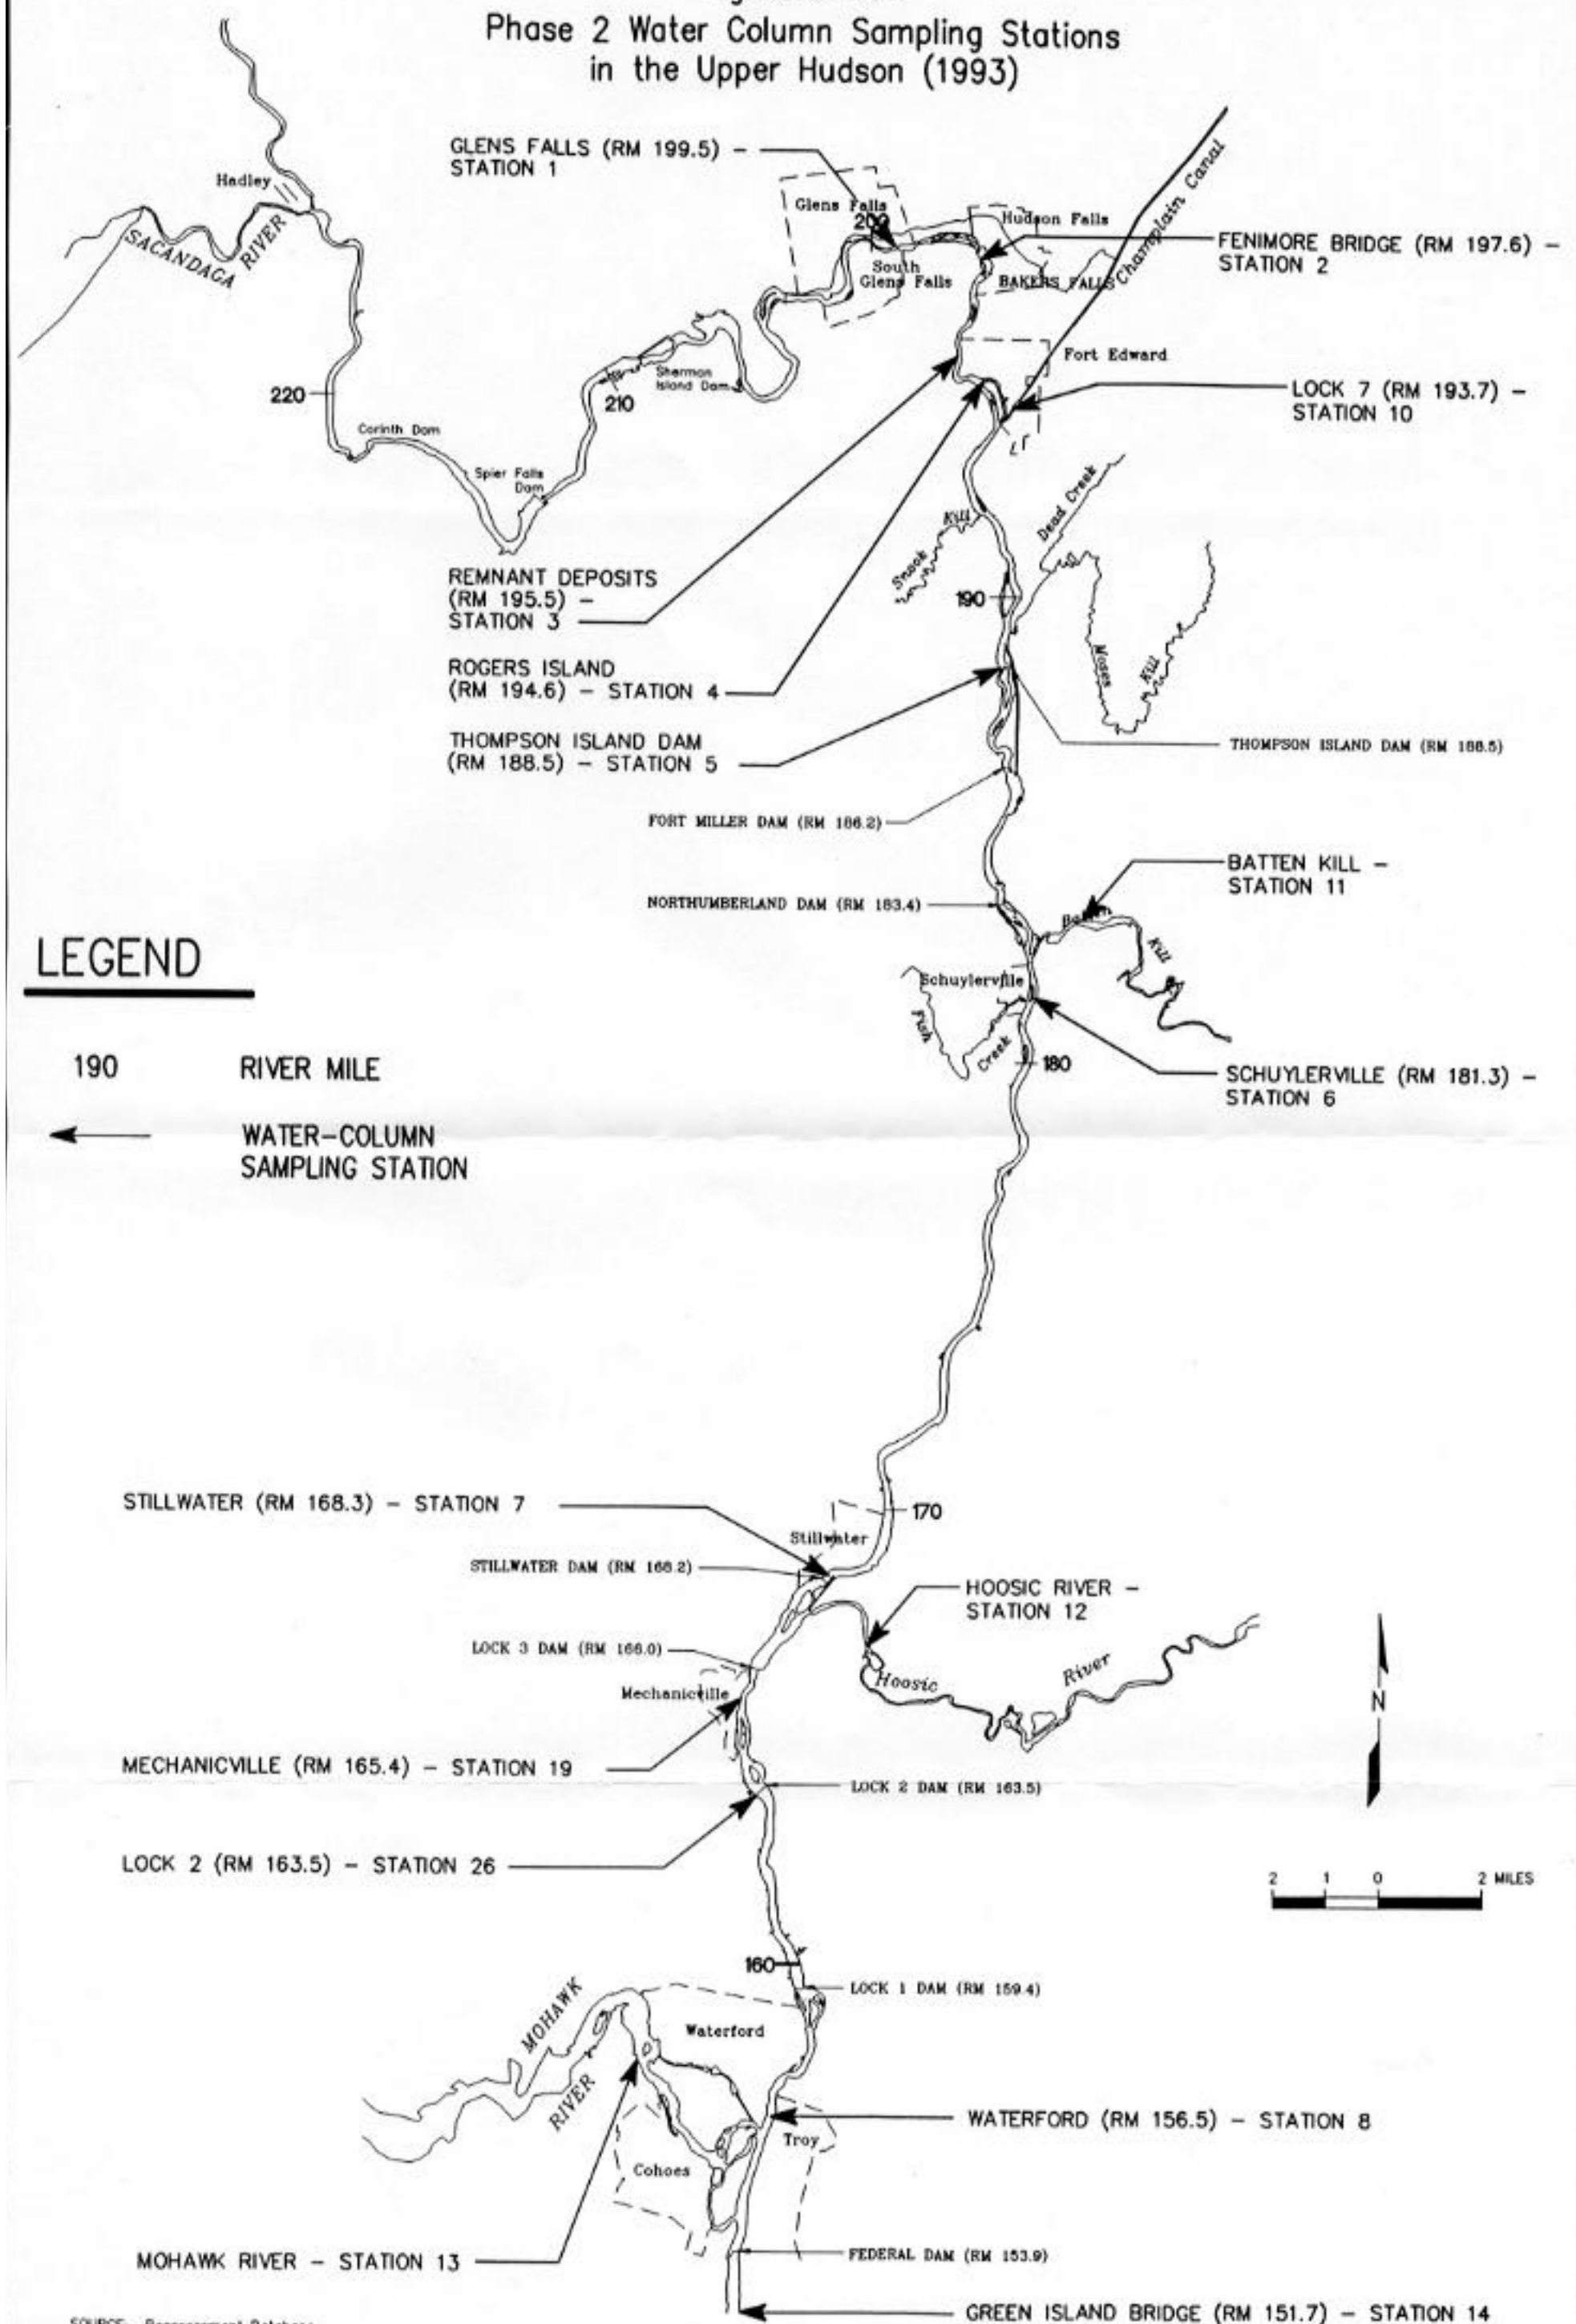 Phase 2 Water Column Sampling Stations
in the Upper Hudson (1993)
GLENS FALLS (RM 199.5) –
STATION 1
Hadley
SACANDAGA
RIVER
Glens Falls
200
South
Glens Falls
Hudson Falls
BAKERS FALLS
Champlain Canal
FENIMORE BRIDGE (RM 197.6) –
STATION 2
Fort Edward
LOCK 7 (RM 193.7) –
STATION 10
220
Corinth Dam
Spier Falls
Dam
210
Sherman
Island Dam
Snook
Kill
Dead Creek
REMNANT DEPOSITS
(RM 195.5) –
STATION 3
190
Moses
Kill
ROGERS ISLAND
(RM 194.6) – STATION 4
THOMPSON ISLAND DAM
(RM 188.5) – STATION 5
THOMPSON ISLAND DAM (RM 188.5)
FORT MILLER DAM (RM 186.2)
BATTEN KILL –
STATION 11
NORTHUMBERLAND DAM (RM 183.4)
Batten
Kill
LEGEND
Schuylerville
Fish
Creek
180
190 RIVER MILE
SCHUYLERVILLE (RM 181.3) –
STATION 6
WATER-COLUMN
SAMPLING STATION
STILLWATER (RM 168.3) – STATION 7
170
Stillwater
STILLWATER DAM (RM 168.2)
HOOSIC RIVER –
STATION 12
LOCK 3 DAM (RM 166.0)
Hoosic
River
Mechanicville
N
MECHANICVILLE (RM 165.4) – STATION 19
LOCK 2 DAM (RM 163.5)
LOCK 2 (RM 163.5) – STATION 26
2 1 0 2 MILES
160
LOCK 1 DAM (RM 159.4)
MOHAWK
RIVER
Waterford
WATERFORD (RM 156.5) – STATION 8
Troy
Cohoes
MOHAWK RIVER – STATION 13
FEDERAL DAM (RM 153.9)
GREEN ISLAND BRIDGE (RM 151.7) – STATION 14